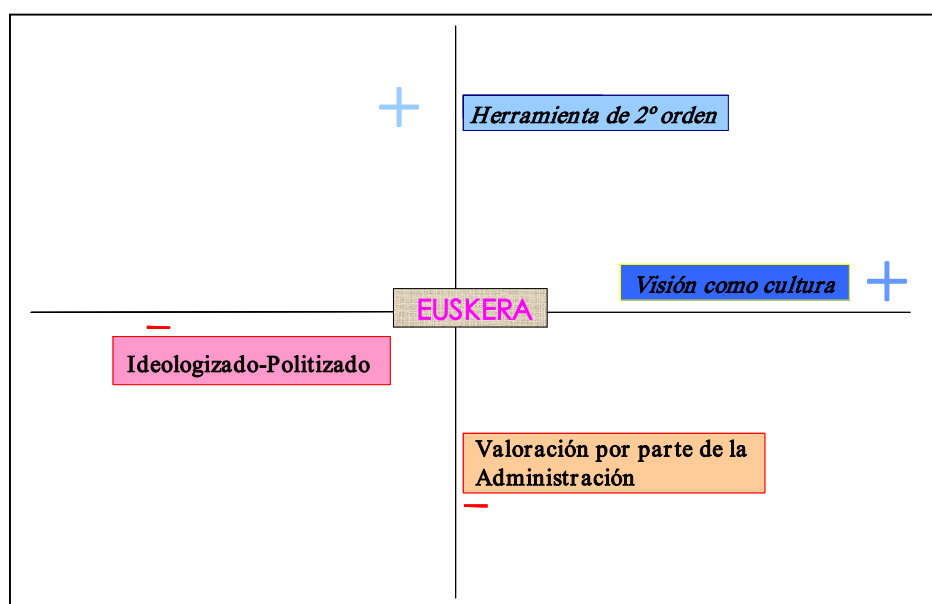 Herramienta de 2º orden
Visión como cultura
EUSKERA
Ideologizado-Politizado
Valoración por parte de la
Administración